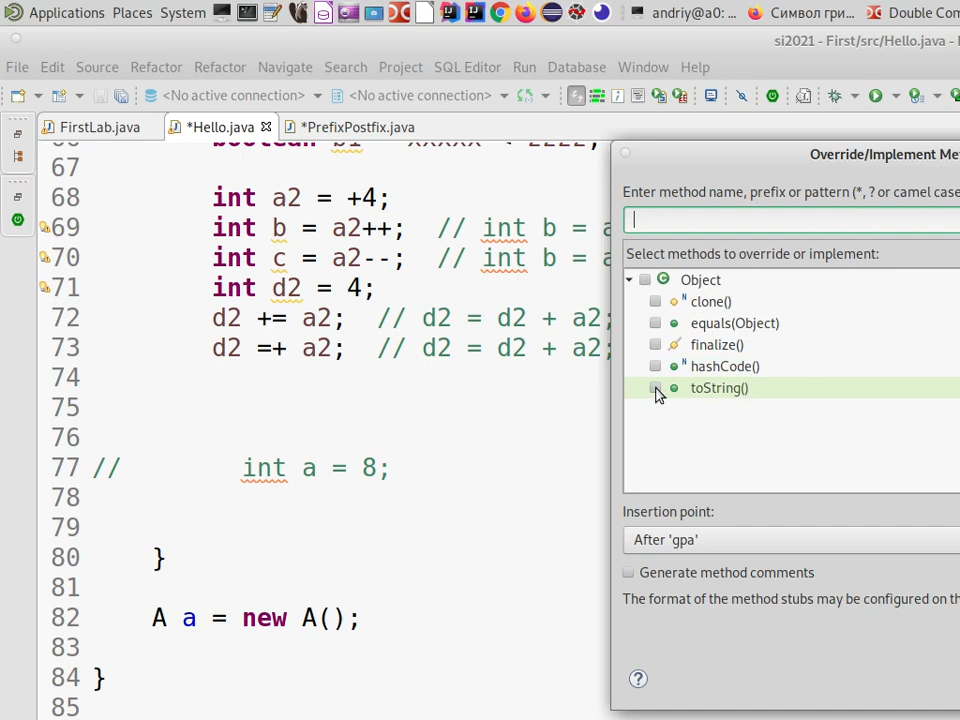 Applications Places System andriy@a0: ... Символ гри... Double Com
si2021 - First/src/Hello.java -
File Edit Source Refactor Refactor Navigate Search Project SQL Editor Run Database Window Help
<No active connection> <No active connection>
FirstLab.java *Hello.java *PrefixPostfix.java
67
68 int a2 = +4;
69 int b = a2++; // int b = a
70 int c = a2--; // int b = a
71 int d2 = 4;
72 d2 += a2; // d2 = d2 + a2;
73 d2 =+ a2; // d2 = d2 + a2;
74
75
76
77 // int a = 8;
78
79
80 }
81
82 A a = new A();
83
84 }
85
Override/Implement Me
Enter method name, prefix or pattern (*, ? or camel case
Select methods to override or implement:
Object
clone()
equals(Object)
finalize()
hashCode()
toString()
Insertion point:
After 'gpa'
Generate method comments
The format of the method stubs may be configured on th